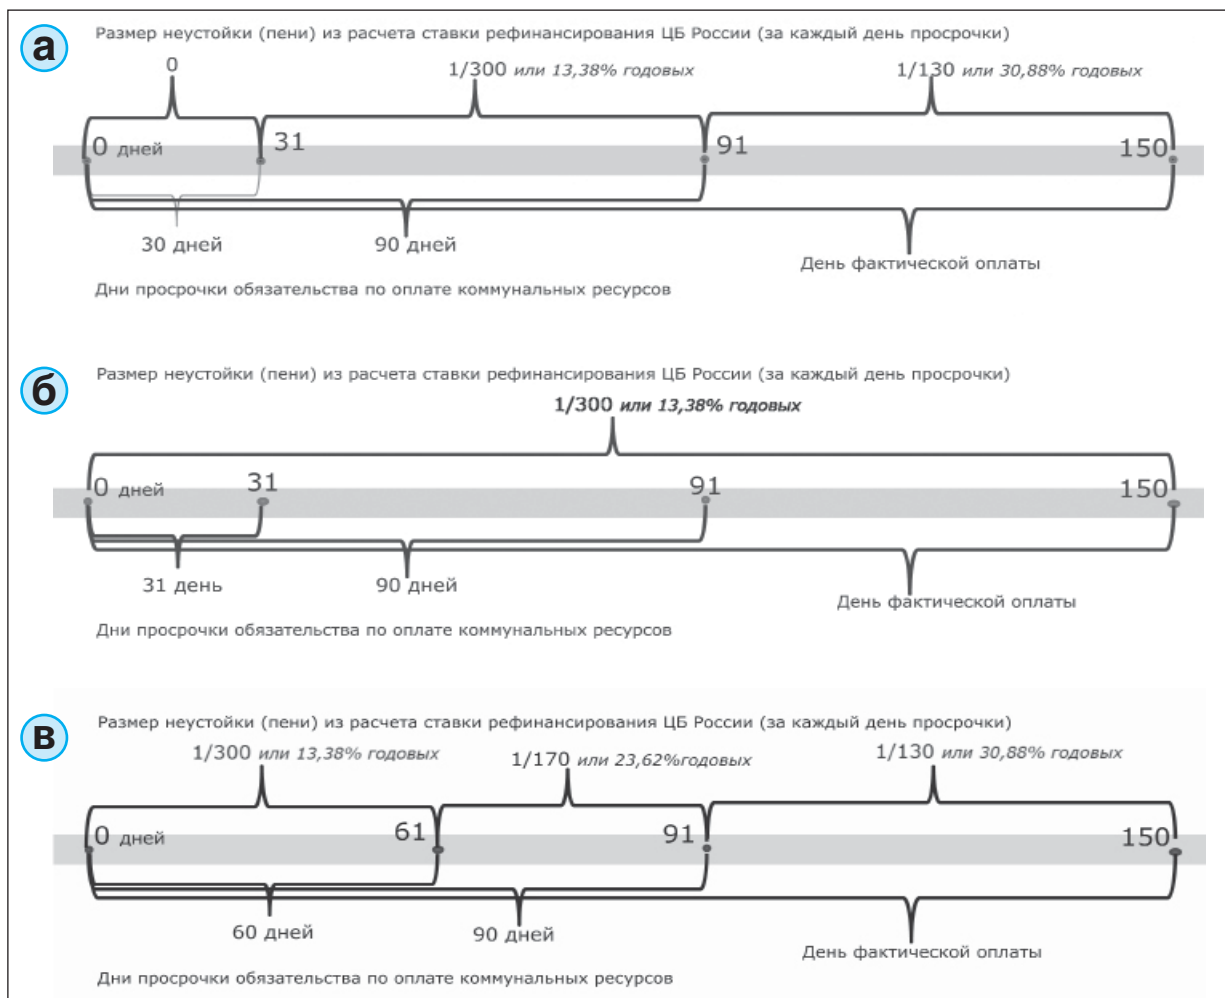 а
Размер неустойки (пени) из расчета ставки рефинансирования ЦБ России (за каждый день просрочки)
0
1/300 или 13,38% годовых
1/130 или 30,88% годовых
0 дней
31
91
150
30 дней
90 дней
День фактической оплаты
Дни просрочки обязательства по оплате коммунальных ресурсов
б
Размер неустойки (пени) из расчета ставки рефинансирования ЦБ России (за каждый день просрочки)
1/300 или 13,38% годовых
0 дней
31
91
150
31 день
90 дней
День фактической оплаты
Дни просрочки обязательства по оплате коммунальных ресурсов
в
Размер неустойки (пени) из расчета ставки рефинансирования ЦБ России (за каждый день просрочки)
1/300 или 13,38% годовых
1/170 или 23,62%годовых
1/130 или 30,88% годовых
0 дней
61
91
150
60 дней
90 дней
День фактической оплаты
Дни просрочки обязательства по оплате коммунальных ресурсов